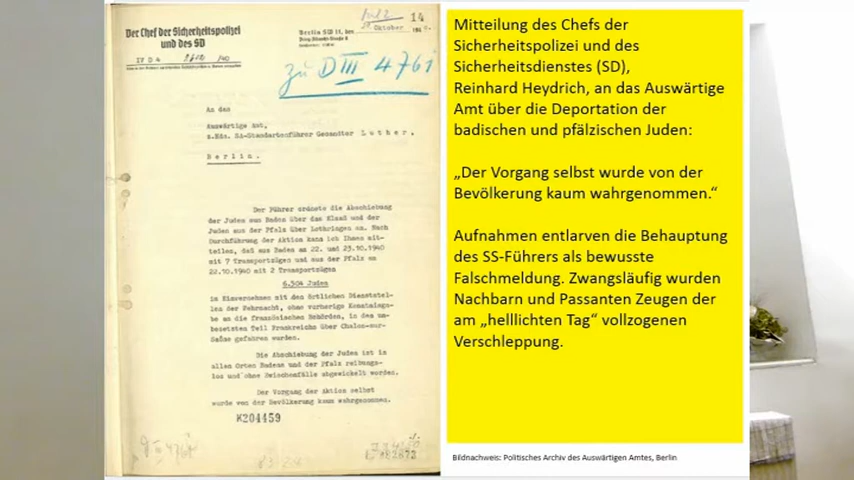 Der Chef der Sicherheitspolizei
und des SD
IV D 4
Berlin SW 11, den
Oktober
14
zu D III 4761
An das
Auswärtige Amt,
z.Hdn. SA-Standartenführer Gesandter Luther,
Berlin.
Der Führer ordnete die Abschiebung
der Juden aus Baden über das Elsaß und der
Juden aus der Pfalz über Lothringen an. Nach
Durchführung der Aktion kann ich Ihnen mit-
teilen, daß aus Baden am 22. und 23.10.1940
mit 7 Transportzügen und aus der Pfalz am
22.10.1940 mit 2 Transportzügen
6.504 Juden
im Einvernehmen mit den örtlichen Dienststel-
len der Wehrmacht, ohne vorherige Kenntnisga-
be an die französischen Behörden, in den un-
besetzten Teil Frankreichs über Chalon-sur-
Saône gefahren wurden.
Die Abschiebung der Juden ist in
allen Orten Badens und der Pfalz reibungs-
los und ohne Zwischenfälle abgewickelt worden.
Der Vorgang der Aktion selbst
wurde von der Bevölkerung kaum wahrgenommen.
K204459
Mitteilung des Chefs der
Sicherheitspolizei und des
Sicherheitsdienstes (SD),
Reinhard Heydrich, an das Auswärtige
Amt über die Deportation der
badischen und pfälzischen Juden:
„Der Vorgang selbst wurde von der
Bevölkerung kaum wahrgenommen.“
Aufnahmen entlarven die Behauptung
des SS-Führers als bewusste
Falschmeldung. Zwangsläufig wurden
Nachbarn und Passanten Zeugen der
am „helllichten Tag“ vollzogenen
Verschleppung.
Bildnachweis: Politisches Archiv des Auswärtigen Amtes, Berlin